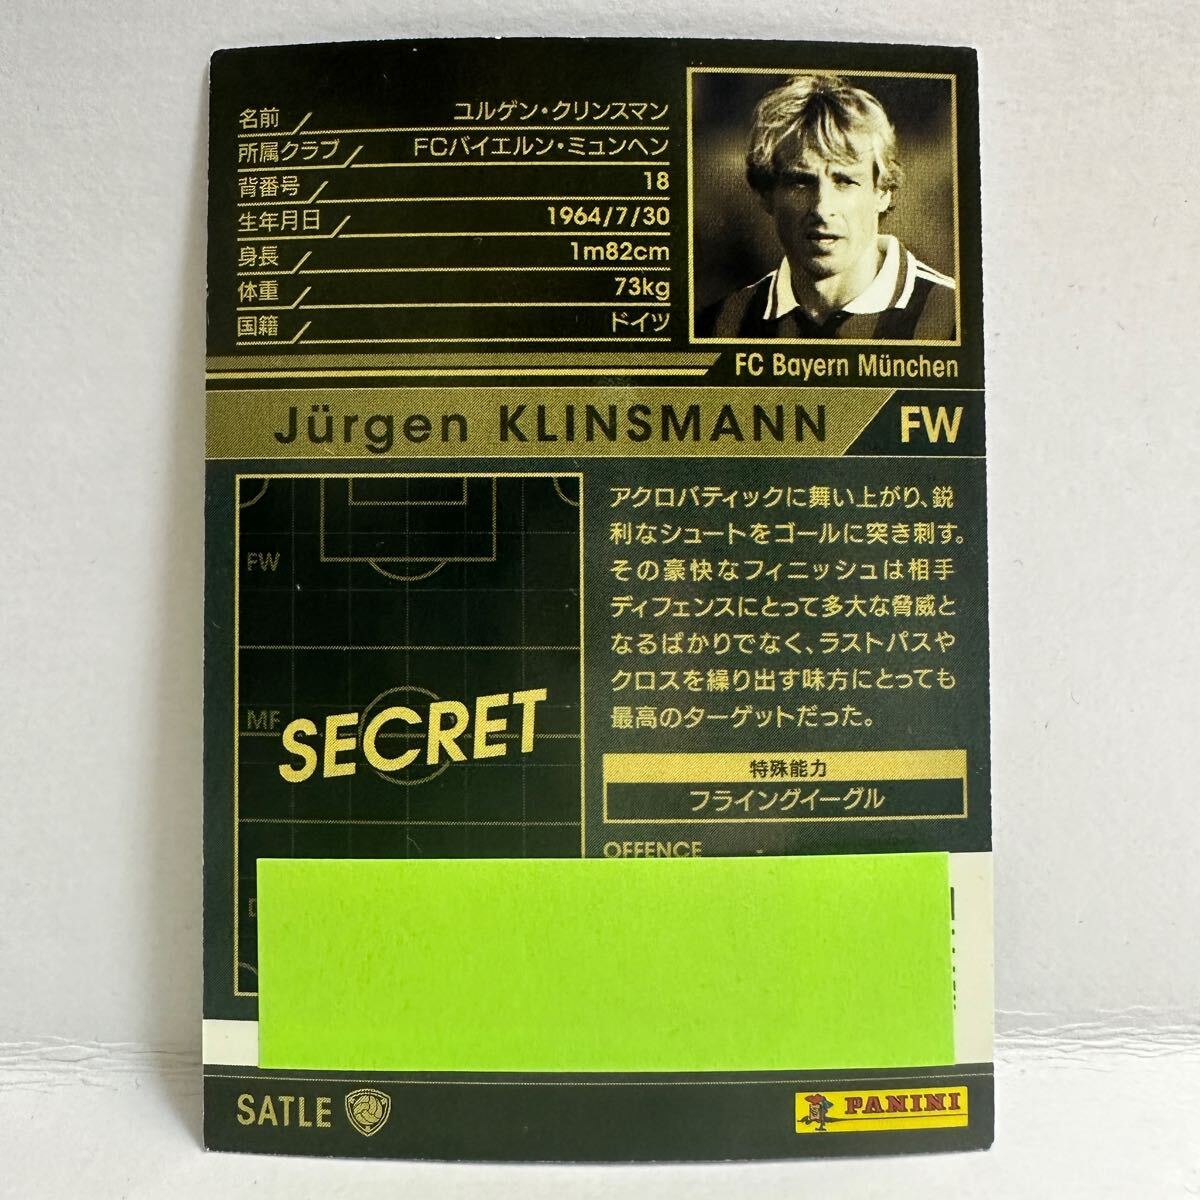 名前 ユルゲン・クリンスマン
所属クラブ FCバイエルン・ミュンヘン
背番号 18
生年月日 1964/7/30
身長 1m82cm
体重 73kg
国籍 ドイツ
FC Bayern München
Jürgen KLINSMANN FW
アクロバティックに舞い上がり、鋭
利なシュートをゴールに突き刺す。
その豪快なフィニッシュは相手
ディフェンスにとって多大な脅威と
なるばかりでなく、ラストパスや
クロスを繰り出す味方にとっても
最高のターゲットだった。
FW
MF
SECRET
特殊能力
フライングイーグル
OFFENCE
SATLE
PANINI